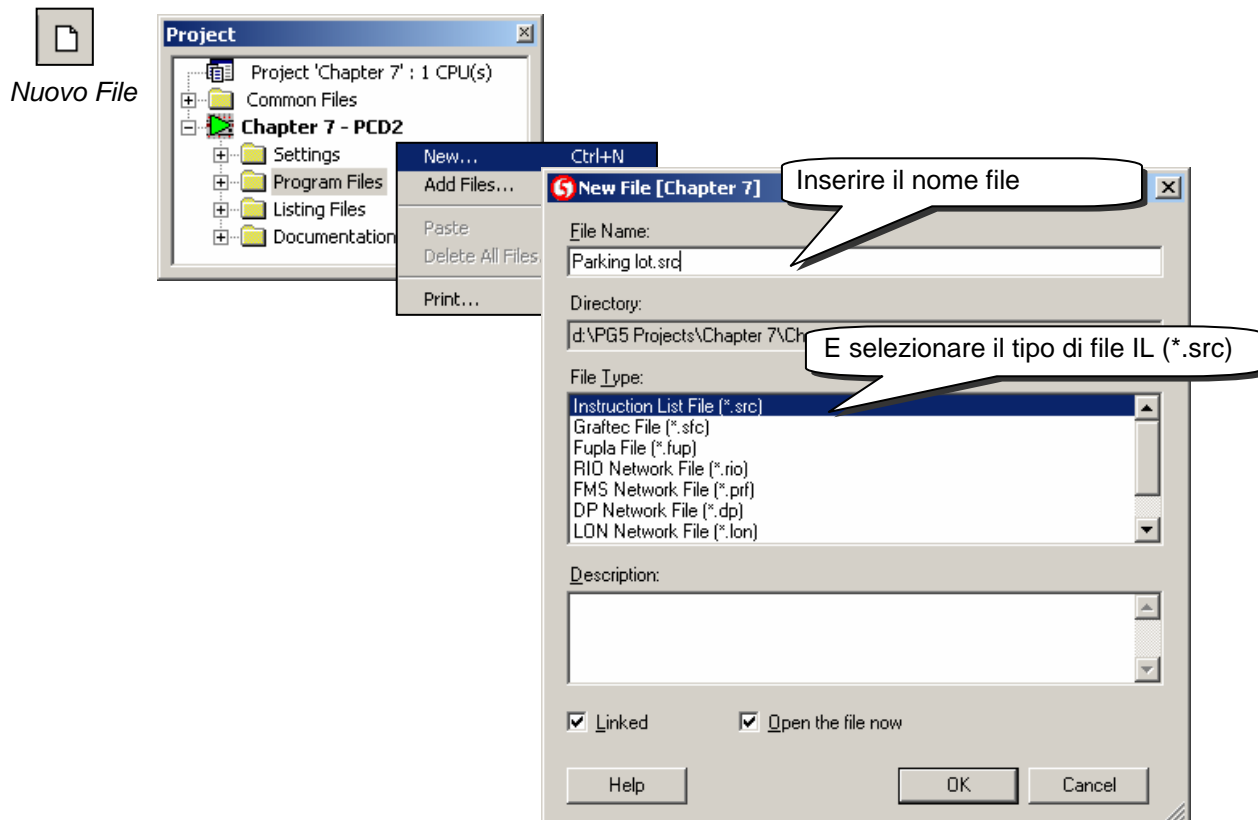 Nuovo File
Project
Project 'Chapter 7' : 1 CPU(s)
Common Files
Chapter 7 - PCD2
Settings
Program Files
Listing Files
Documentation
New... Ctrl+N
Add Files...
Paste
Delete All Files
Print...
New File [Chapter 7]
Inserire il nome file
File Name:
Parking lot.src
Directory:
d:\PG5 Projects\Chapter 7\Ch
E selezionare il tipo di file IL (*.src)
File Type:
Instruction List File (*.src)
Graftec File (*.sfc)
Fupla File (*.fup)
RIO Network File (*.rio)
FMS Network File (*.prf)
DP Network File (*.dp)
LON Network File (*.lon)
Description:
Linked
Open the file now
Help
OK
Cancel